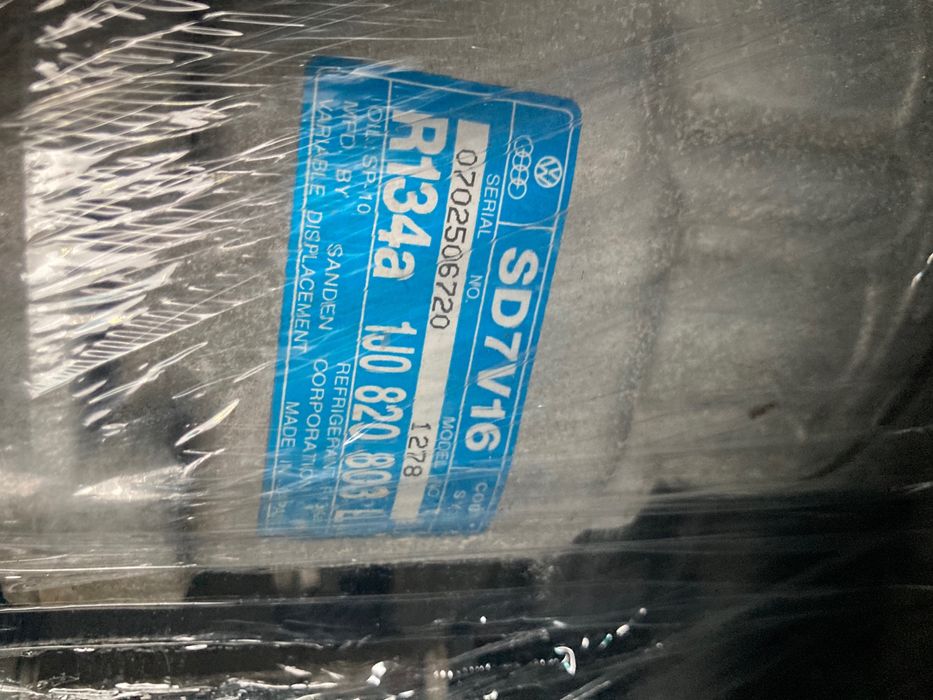 SD7V16
SERIAL NO. MODEL NO.
0702506720 1278
R134a 1J0 820 803 L
OIL SP-10 REFRIGERANT
MFD. BY SANDEN CORPORATION
VARIABLE DISPLACEMENT MADE IN